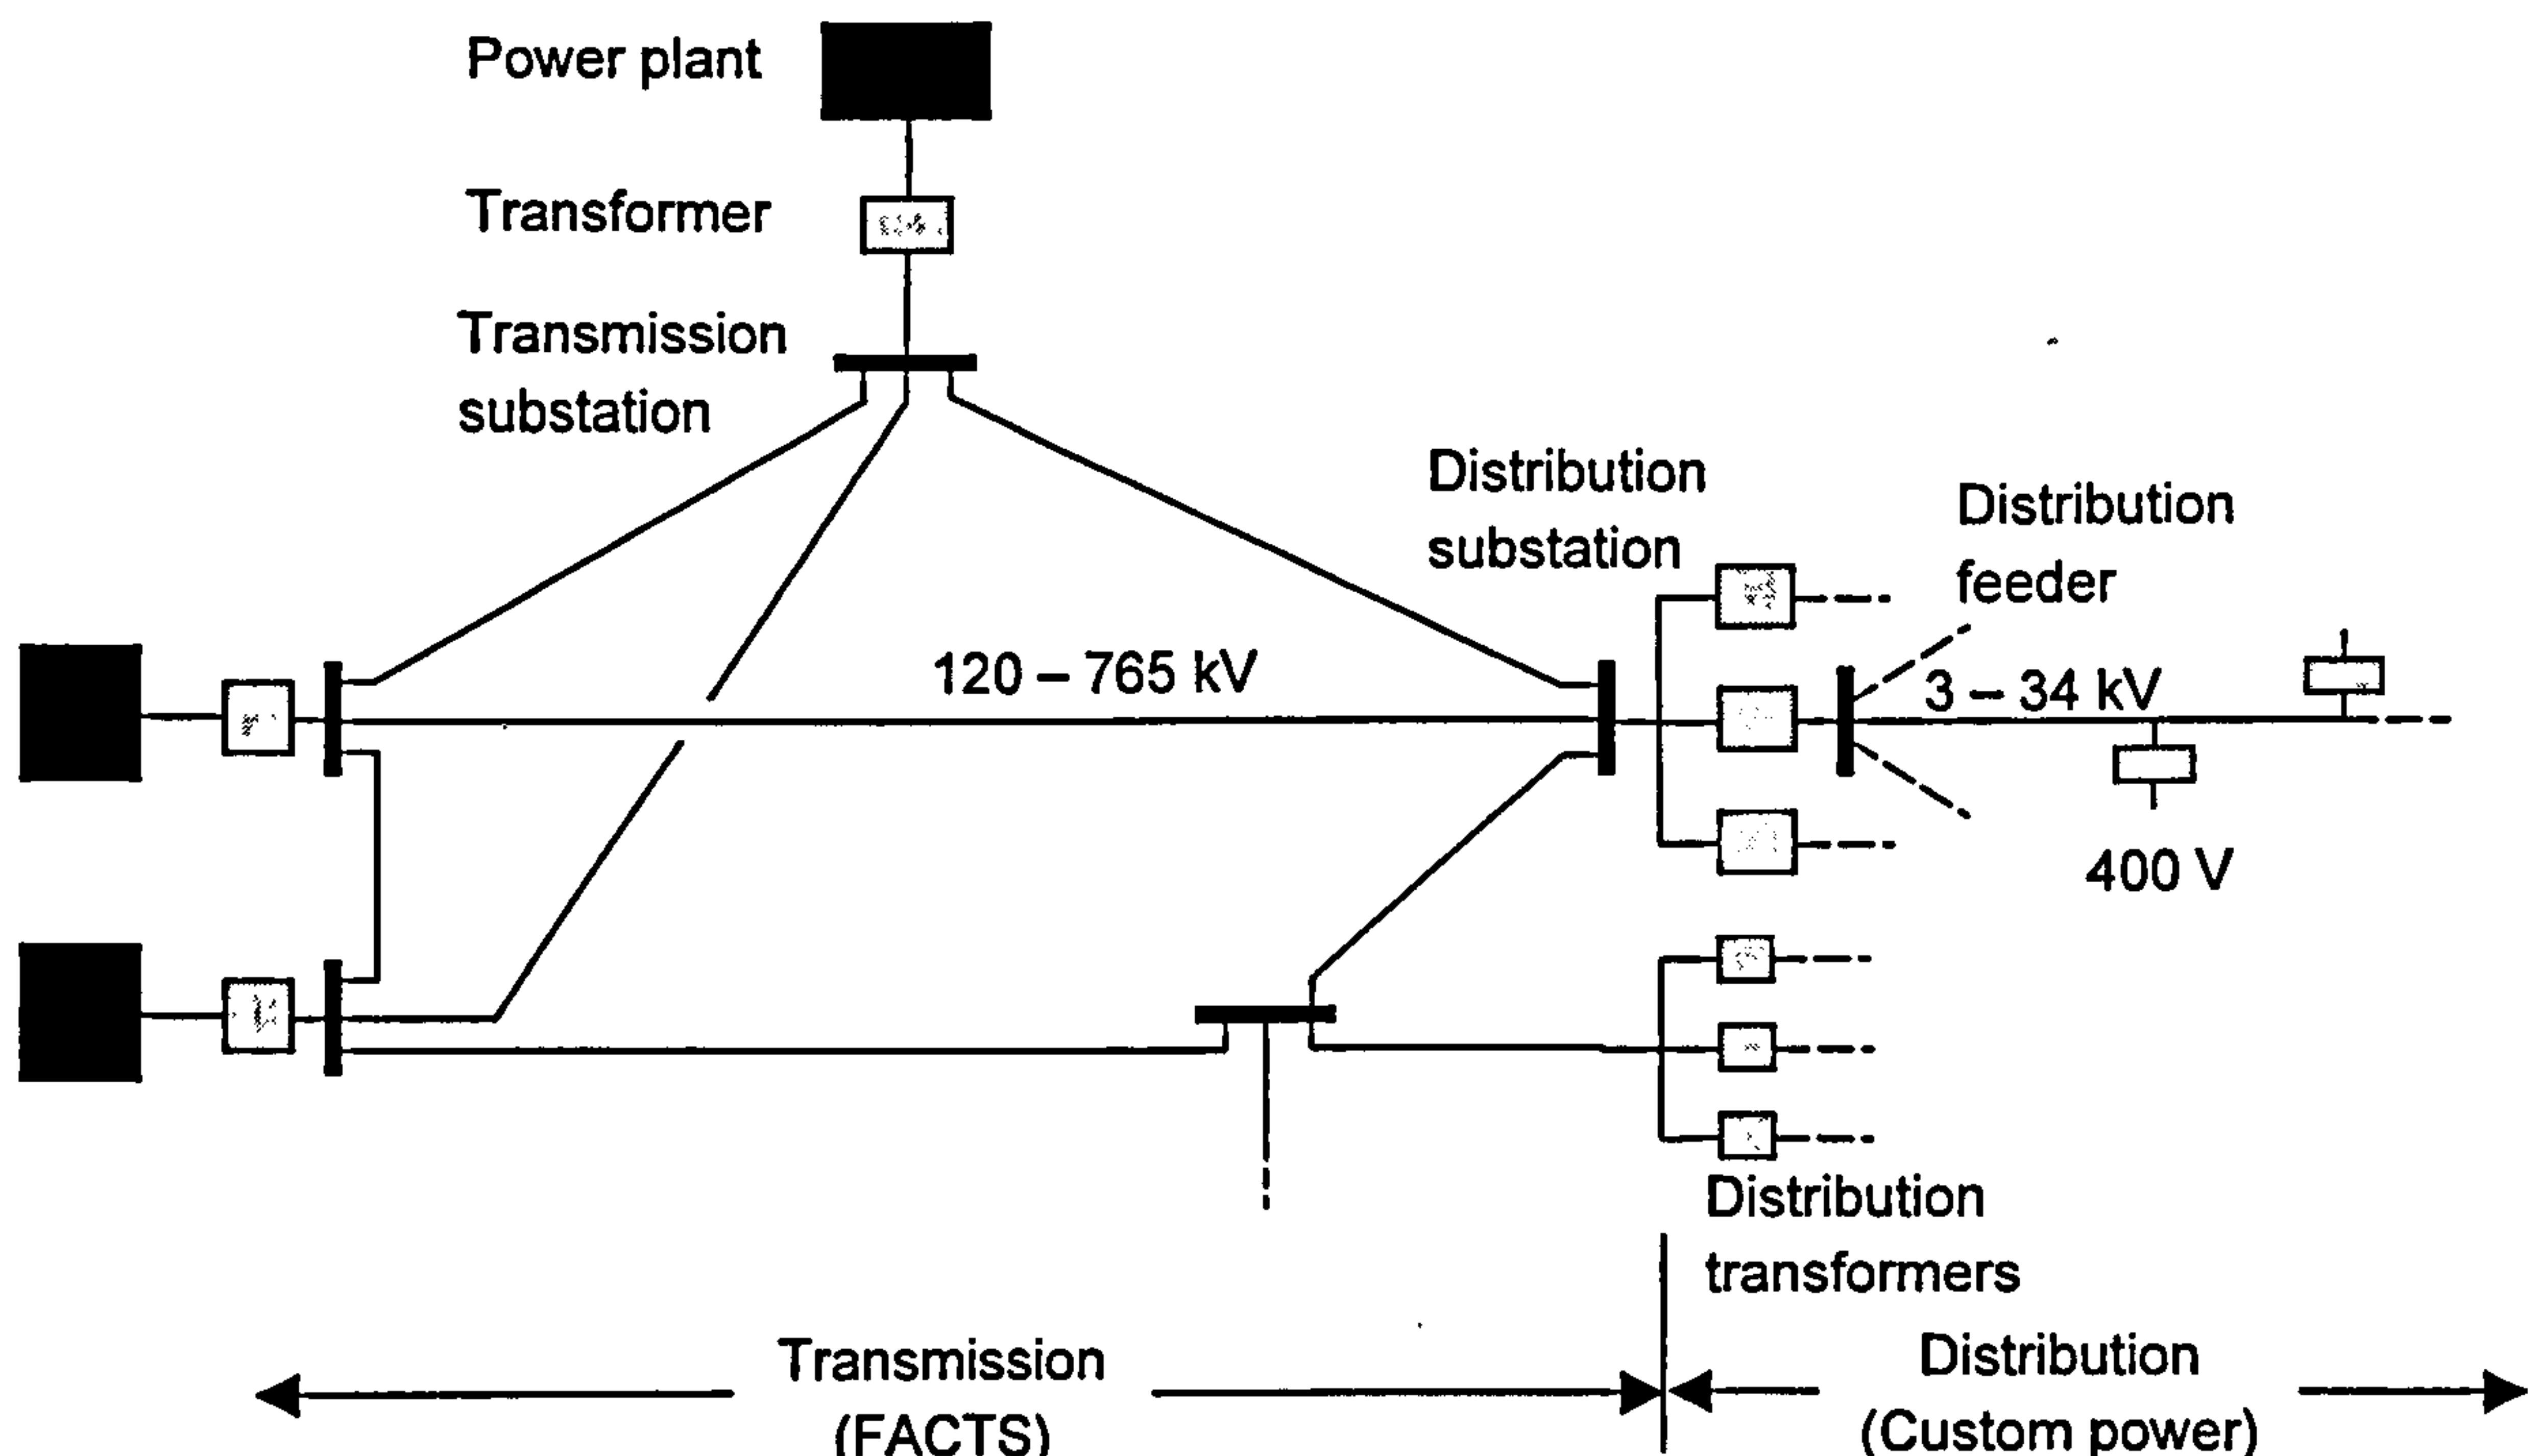 Power plant
Transformer
Transmission
substation
Distribution
substation
Distribution
feeder
120 – 765 kV
3 – 34 kV
400 V
Distribution
transformers
Transmission
(FACTS)
Distribution
(Custom power)